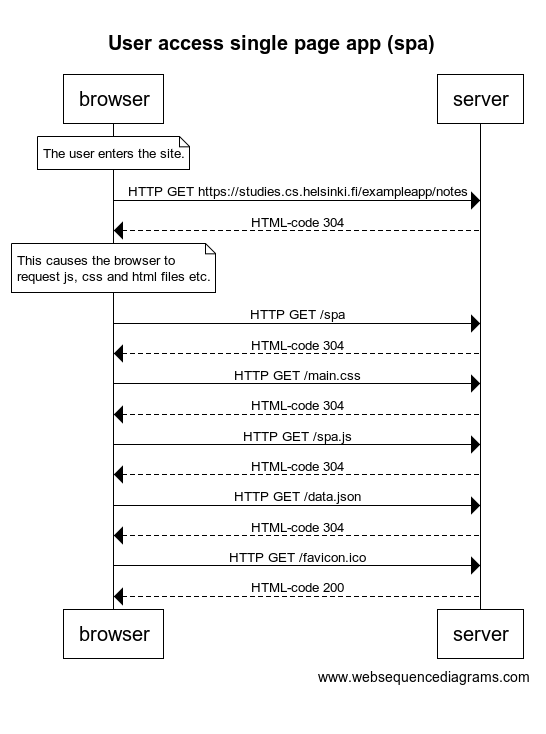 User access single page app (spa)
browser
server
The user enters the site.
HTTP GET https://studies.cs.helsinki.fi/exampleapp/notes
HTML-code 304
This causes the browser to
request js, css and html files etc.
HTTP GET /spa
HTML-code 304
HTTP GET /main.css
HTML-code 304
HTTP GET /spa.js
HTML-code 304
HTTP GET /data.json
HTML-code 304
HTTP GET /favicon.ico
HTML-code 200
browser
server
www.websequencediagrams.com